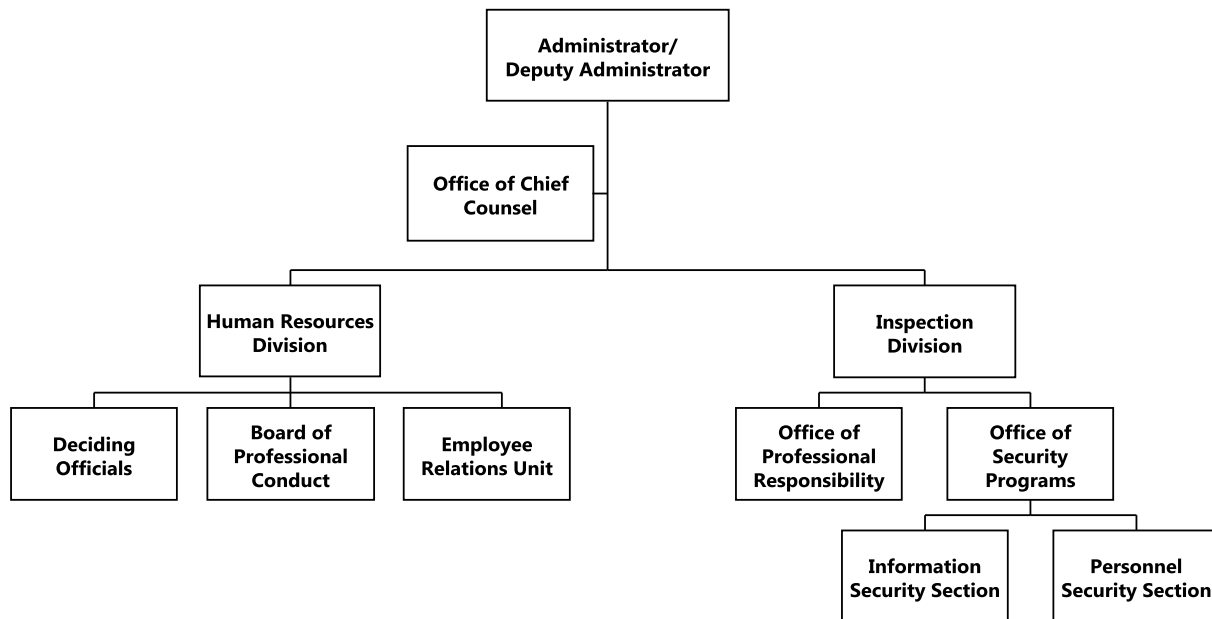 Administrator/
Deputy Administrator
Office of Chief
Counsel
Human Resources
Division
Inspection
Division
Deciding
Officials
Board of
Professional
Conduct
Employee
Relations Unit
Office of
Professional
Responsibility
Office of
Security
Programs
Information
Security Section
Personnel
Security Section